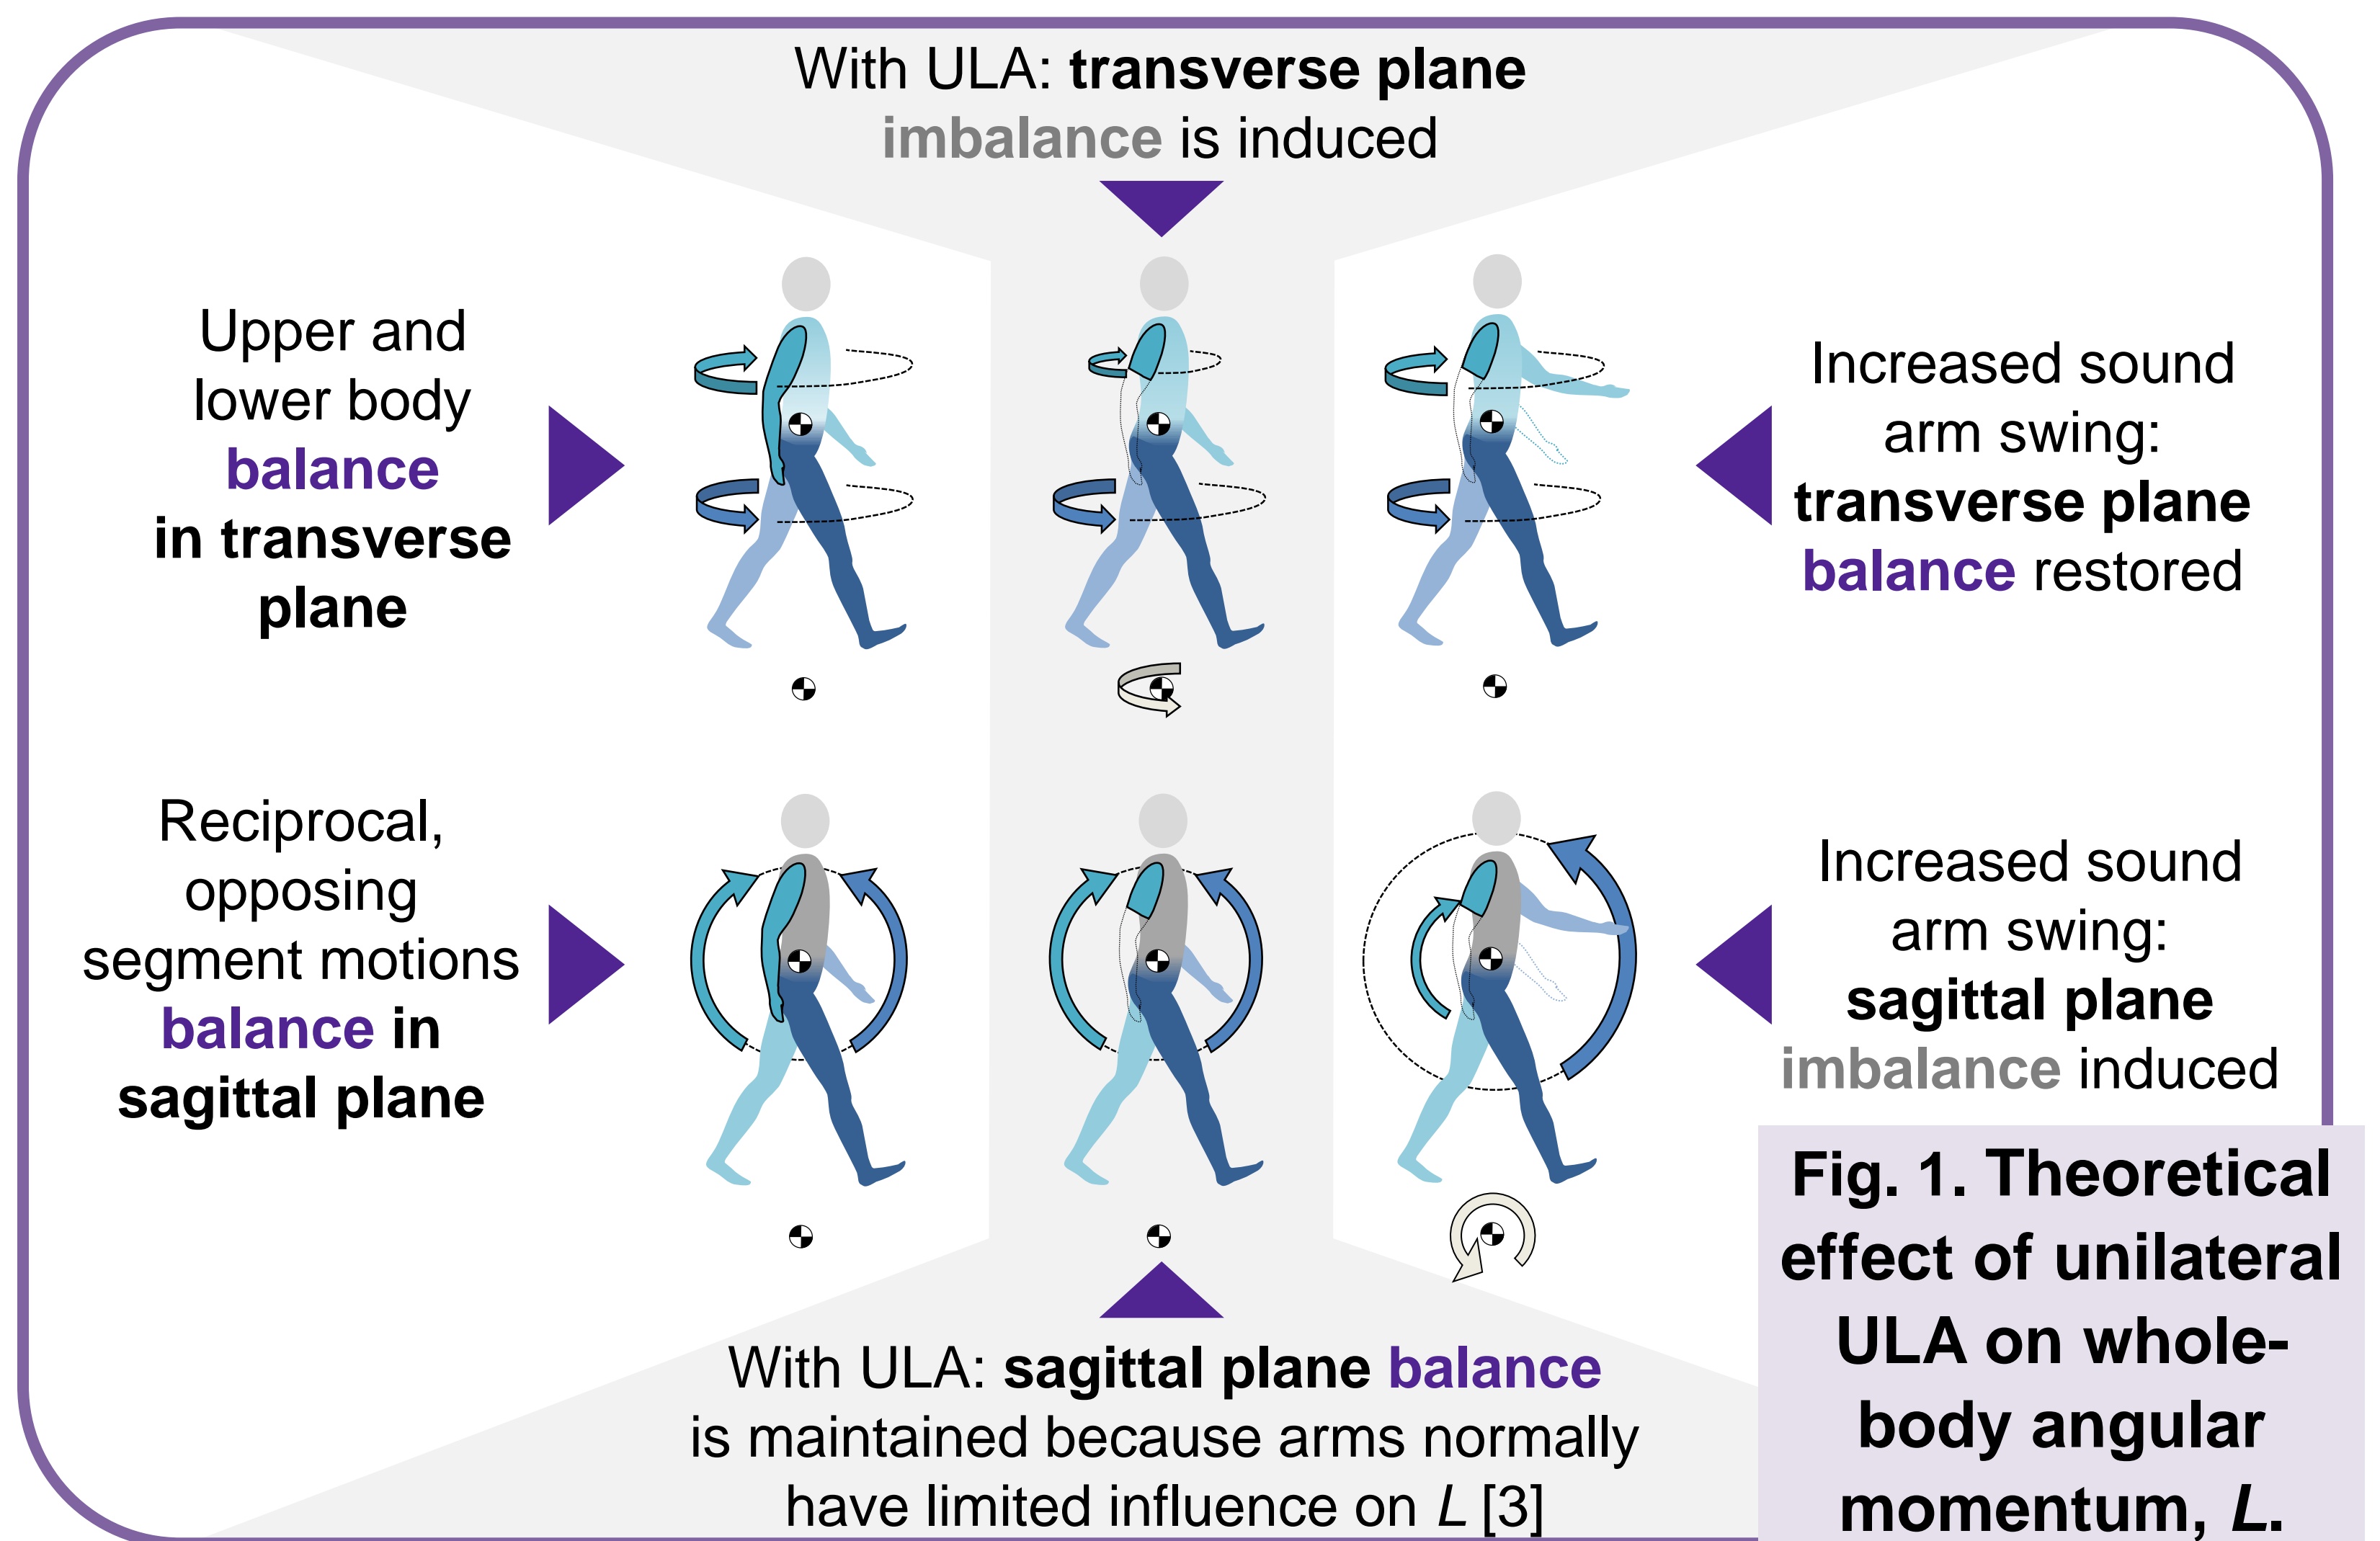 With ULA: transverse plane
imbalance is induced
Upper and
lower body
balance
in transverse
plane
Increased sound
arm swing:
transverse plane
balance restored
Reciprocal,
opposing
segment motions
balance in
sagittal plane
Increased sound
arm swing:
sagittal plane
imbalance induced
With ULA: sagittal plane balance
is maintained because arms normally
have limited influence on L [3]
Fig. 1. Theoretical
effect of unilateral
ULA on whole-
body angular
momentum, L.